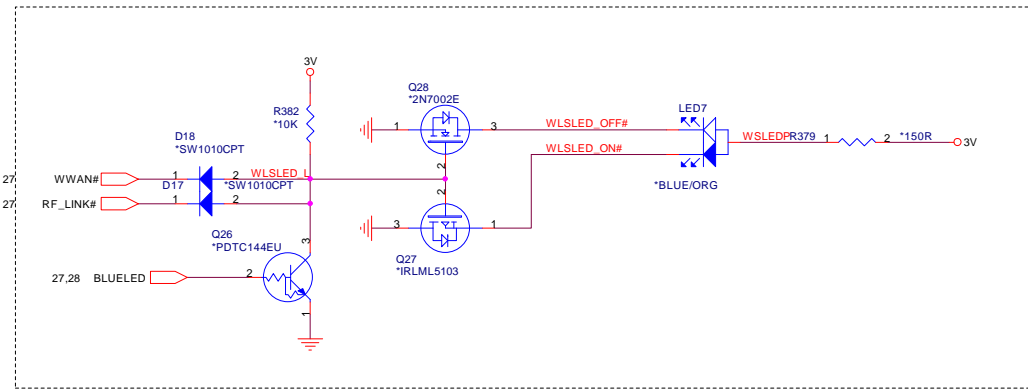 3V
R382
*10K
Q28
*2N7002E
1
3
2
WLSLED_OFF#
LED7
WLSLED_ON#
WSLEDP
R379
1
2
*150R
3V
*BLUE/ORG
D18
*SW1010CPT
27
WWAN#
1
2
WLSLED_L
D17
*SW1010CPT
27
RF_LINK#
1
2
2
3
1
Q27
*IRLML5103
Q26
*PDTC144EU
3
27,28
BLUELED
2
1